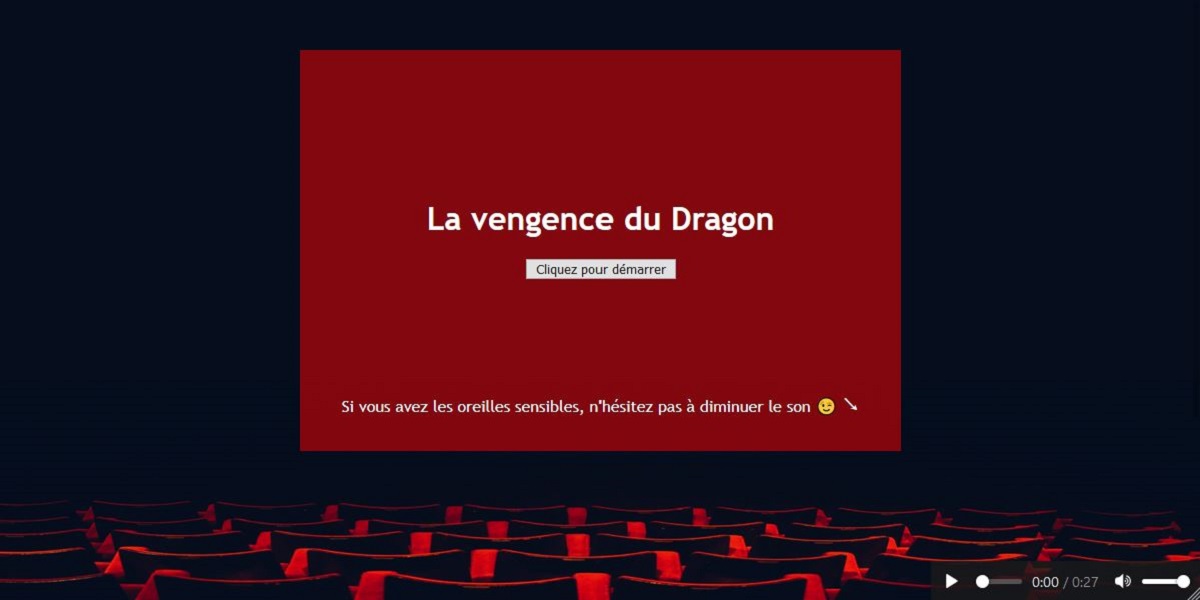 La vengence du Dragon
Cliquez pour démarrer
Si vous avez les oreilles sensibles, n'hésitez pas à diminuer le son 😉 ➘
0:00 / 0:27